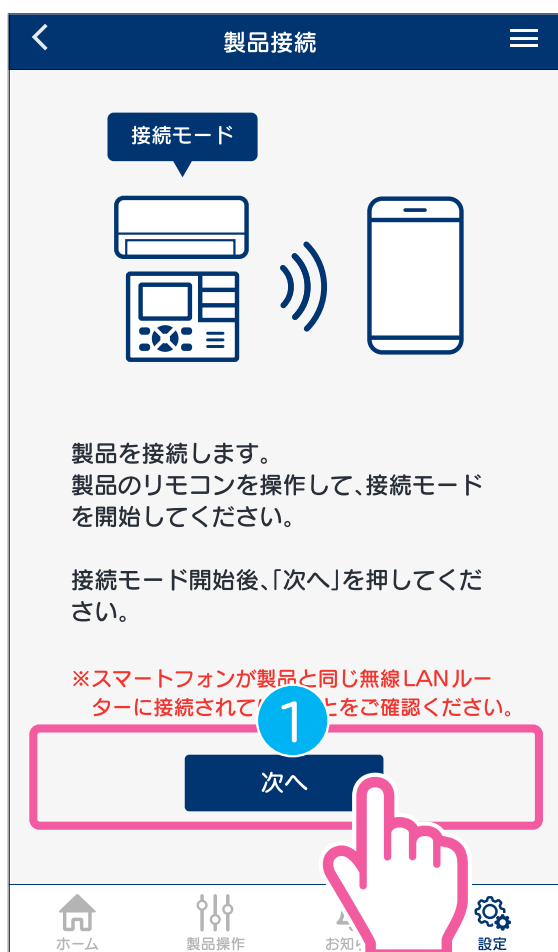 製品接続
接続モード
製品を接続します。
製品のリモコンを操作して、接続モード
を開始してください。
接続モード開始後、「次へ」を押してくだ
さい。
※スマートフォンが製品と同じ無線LANルー
ターに接続されて とをご確認ください。
1
次へ
ホーム
製品操作
お知
設定